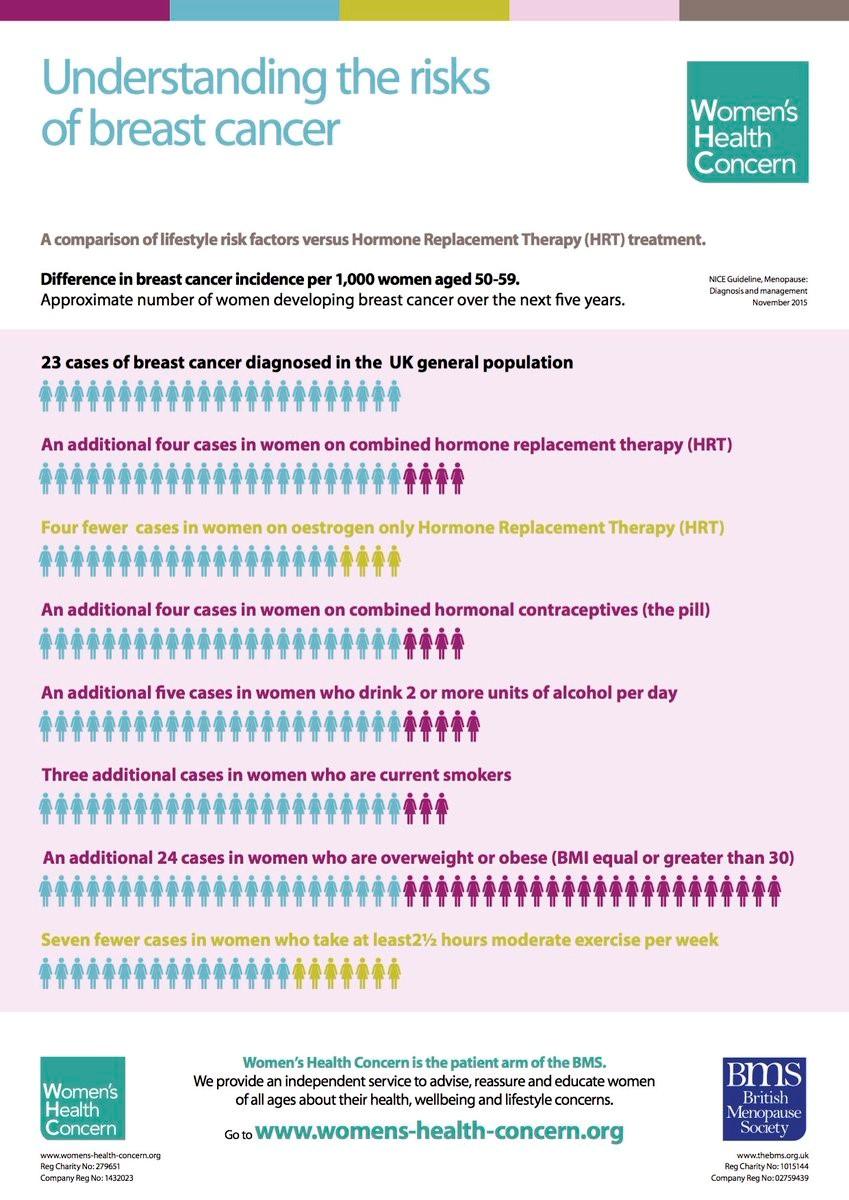 Understanding the risks
of breast cancer
Women's
Health
Concern
A comparison of lifestyle risk factors versus Hormone Replacement Therapy (HRT) treatment.
Difference in breast cancer incidence per 1,000 women aged 50-59.
Approximate number of women developing breast cancer over the next five years.
NICE Guideline, Menopause:
Diagnosis and management
November 2015
23 cases of breast cancer diagnosed in the UK general population
An additional four cases in women on combined hormone replacement therapy (HRT)
Four fewer cases in women on oestrogen only Hormone Replacement Therapy (HRT)
An additional four cases in women on combined hormonal contraceptives (the pill)
An additional five cases in women who drink 2 or more units of alcohol per day
Three additional cases in women who are current smokers
An additional 24 cases in women who are overweight or obese (BMI equal or greater than 30)
Seven fewer cases in women who take at least2½ hours moderate exercise per week
Women's
Health
Concern
www.womens-health-concern.org
Reg Charity No: 279651
Company Reg No: 1432023
Women's Health Concern is the patient arm of the BMS.
We provide an independent service to advise, reassure and educate women
of all ages about their health, wellbeing and lifestyle concerns.
Go to www.womens-health-concern.org
BMS
British
Menopause
Society
www.thebms.org.uk
Reg Charity No: 1015144
Company Reg No: 02759439